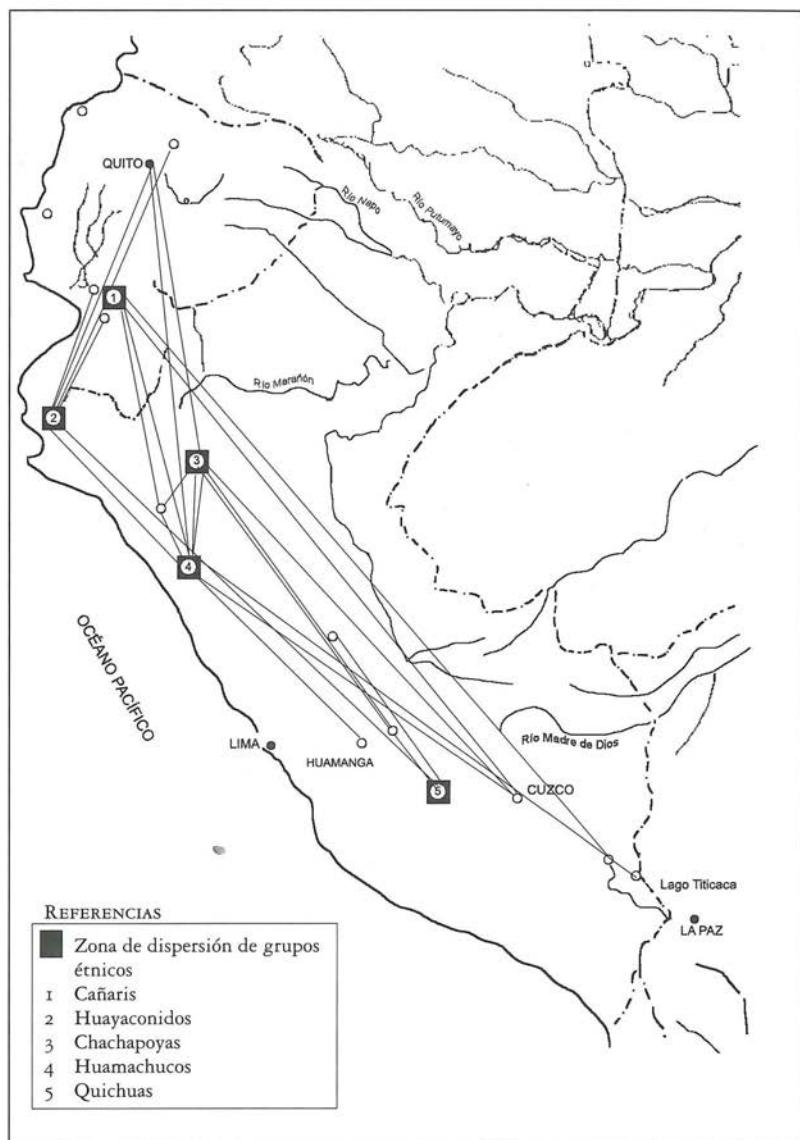 QUITO
Río Napo
Río Putumayo
1
2
Río Marañón
3
4
OCÉANO PACÍFICO
LIMA
HUAMANGA
Río Madre de Dios
5
CUZCO
Lago Titicaca
LA PAZ
REFERENCIAS
Zona de dispersión de grupos
étnicos
1 Cañaris
2 Huayaconidos
3 Chachapoyas
4 Huamachucos
5 Quichuas